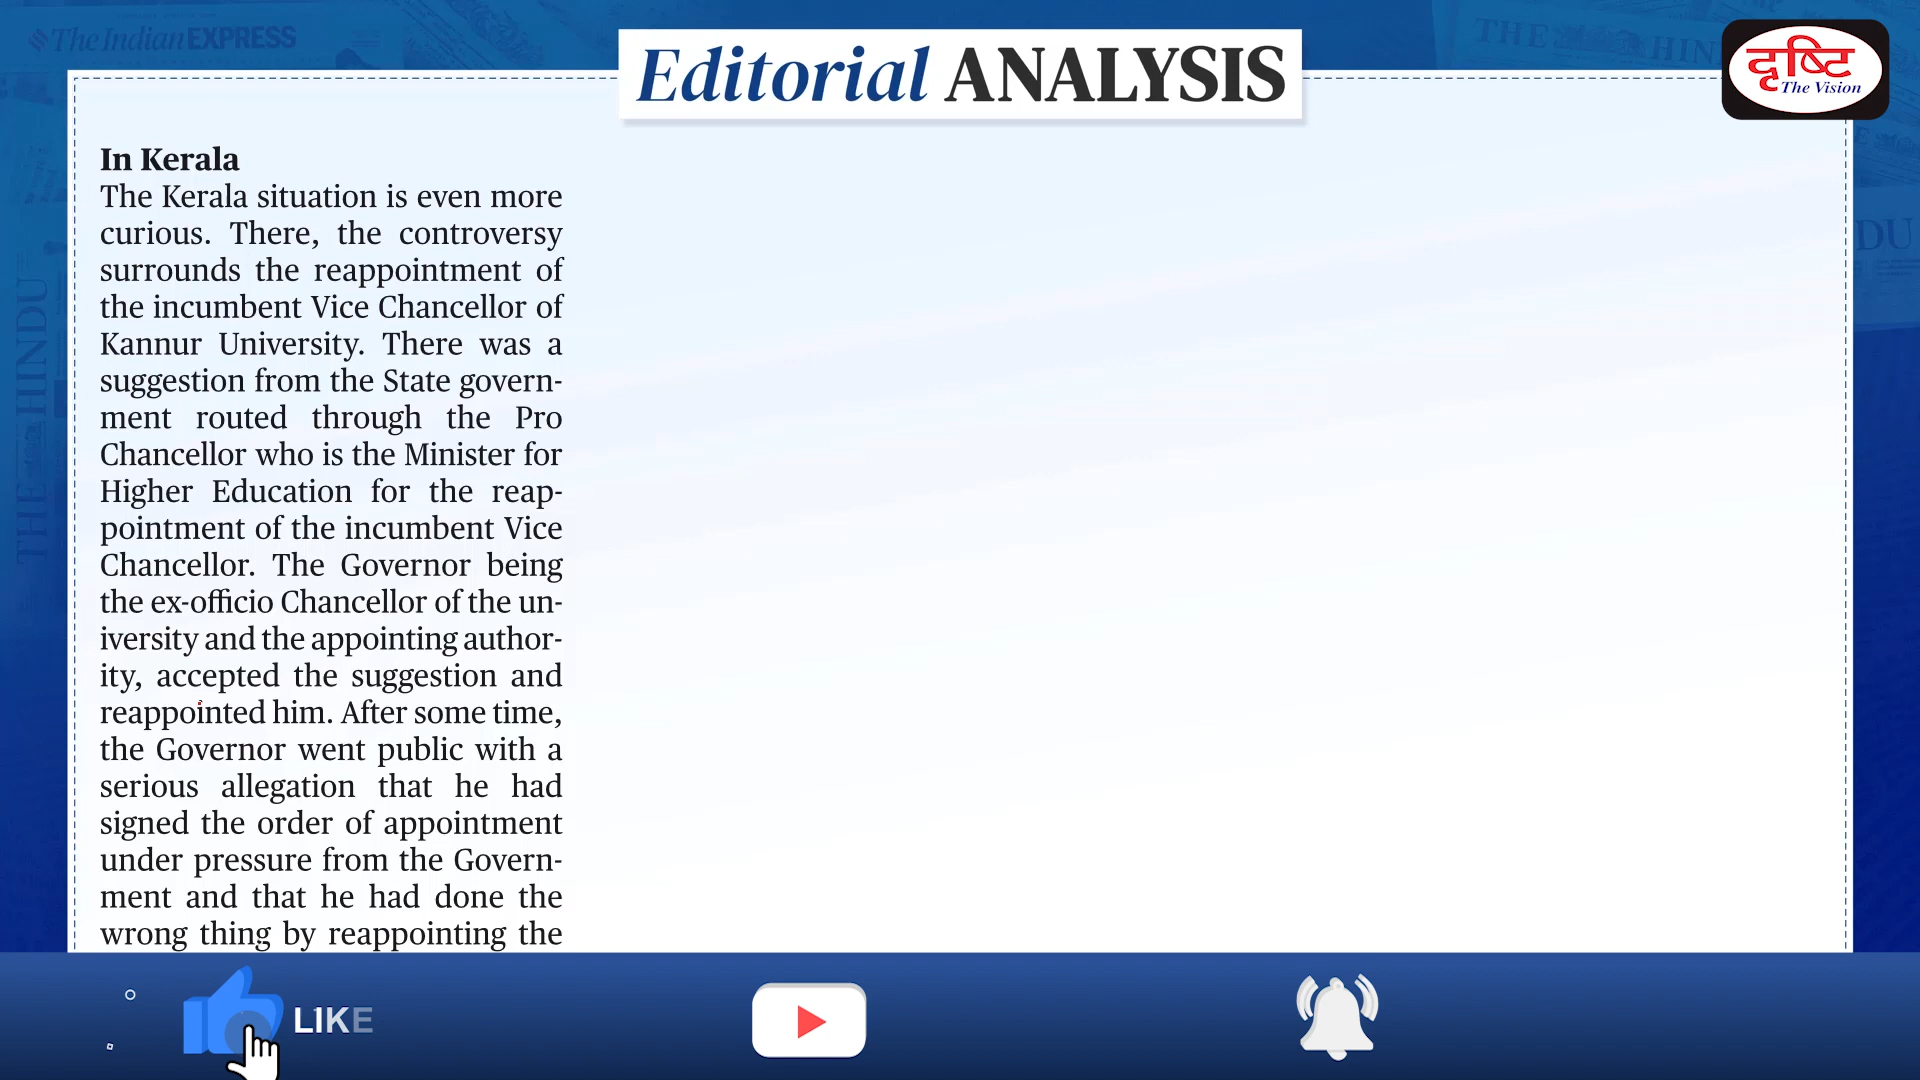 The Indian EXPRESS
THE HIN
Editorial ANALYSIS
दृष्टि
The Vision
In Kerala
The Kerala situation is even more
curious. There, the controversy
surrounds the reappointment of
the incumbent Vice Chancellor of
Kannur University. There was a
suggestion from the State govern-
ment routed through the Pro
Chancellor who is the Minister for
Higher Education for the reap-
pointment of the incumbent Vice
Chancellor. The Governor being
the ex-officio Chancellor of the un-
iversity and the appointing author-
ity, accepted the suggestion and
reappointed him. After some time,
the Governor went public with a
serious allegation that he had
signed the order of appointment
under pressure from the Govern-
ment and that he had done the
wrong thing by reappointing the
THE HINDU
DU
LIKE